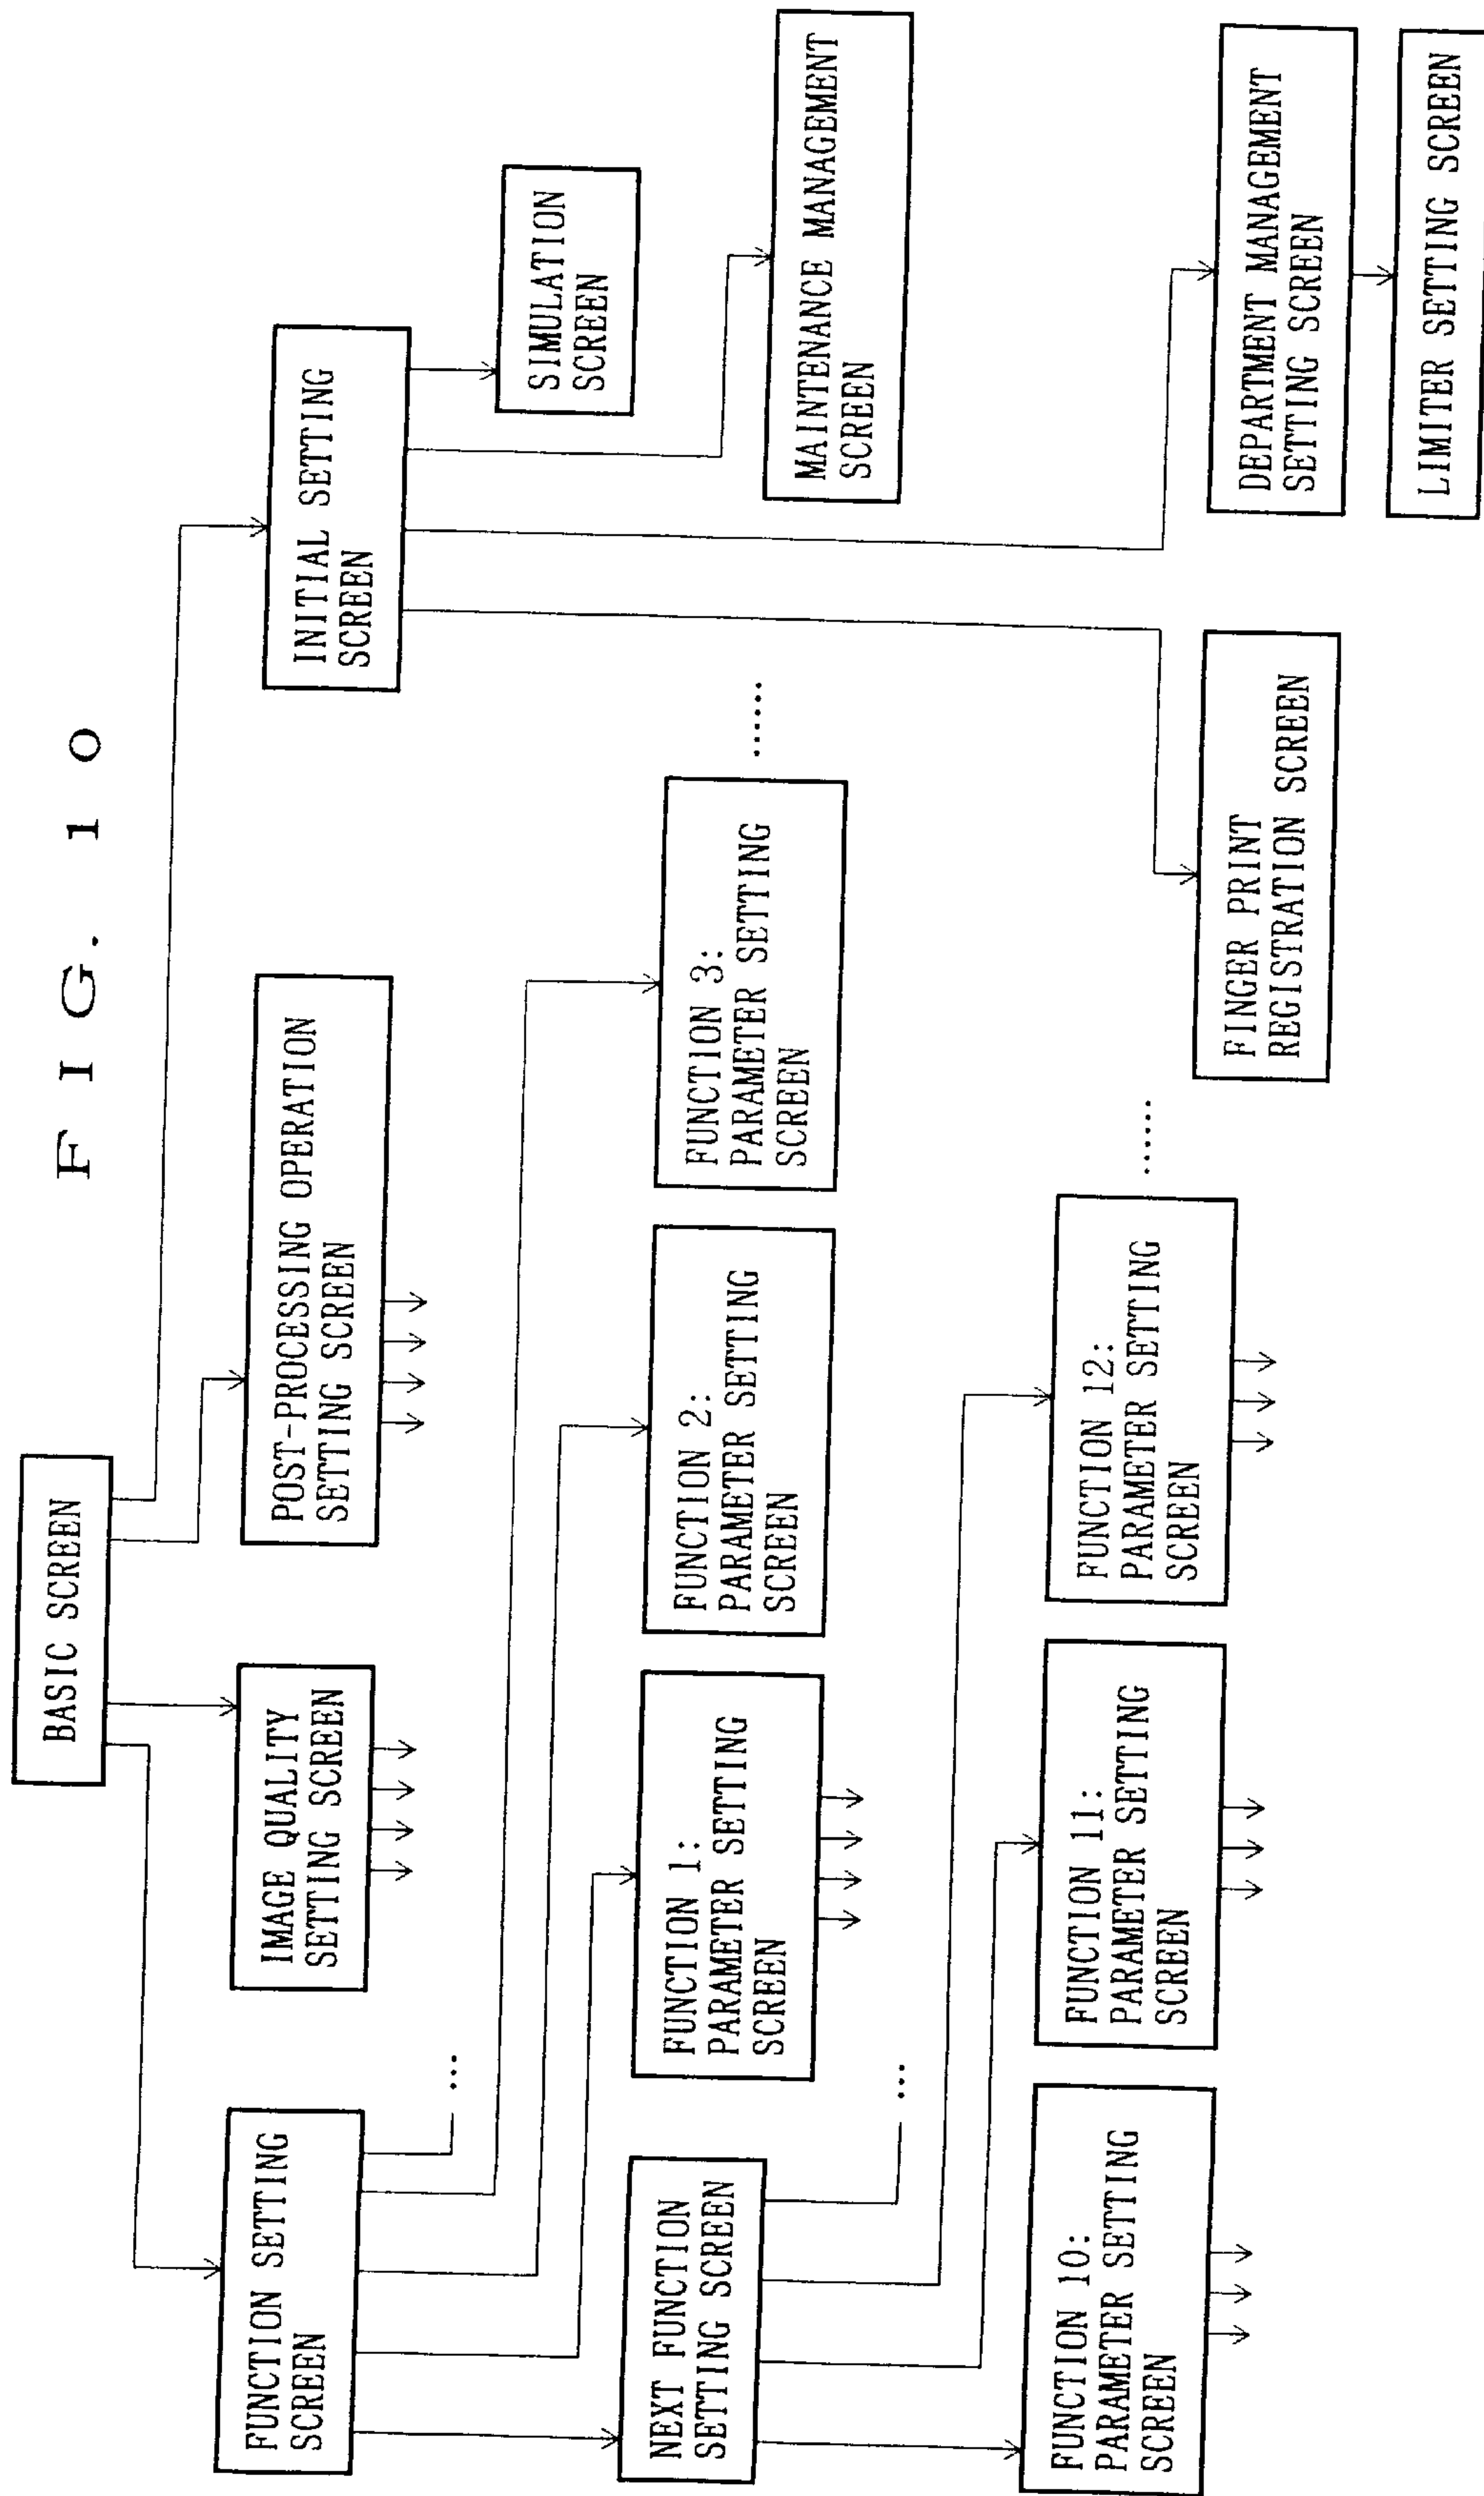 FIG. 10
BASIC SCREEN
FUNCTION SETTING
SCREEN
IMAGE QUALITY
SETTING SCREEN
POST-PROCESSING OPERATION
SETTING SCREEN
INITIAL SETTING
SCREEN
...
SIMULATION
SCREEN
NEXT FUNCTION
SETTING SCREEN
FUNCTION 1:
PARAMETER SETTING
SCREEN
FUNCTION 2:
PARAMETER SETTING
SCREEN
FUNCTION 3:
PARAMETER SETTING
SCREEN
......
MAINTENANCE MANAGEMENT
SCREEN
...
FUNCTION 10:
PARAMETER SETTING
SCREEN
FUNCTION 11:
PARAMETER SETTING
SCREEN
FUNCTION 12:
PARAMETER SETTING
SCREEN
......
FINGER PRINT
REGISTRATION SCREEN
DEPARTMENT MANAGEMENT
SETTING SCREEN
LIMITER SETTING SCREEN